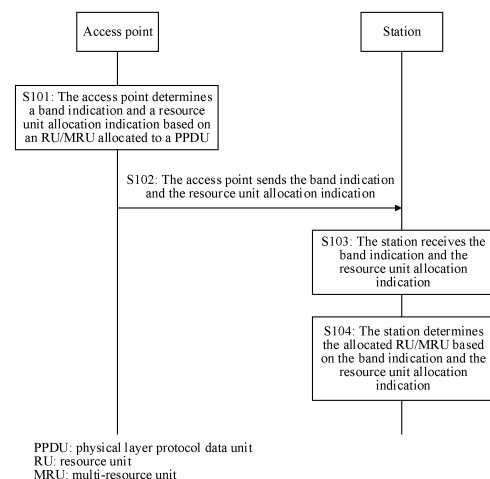 Access point
Station
S101: The access point determines
a band indication and a resource
unit allocation indication based on
an RU/MRU allocated to a PPDU
S102: The access point sends the band indication
and the resource unit allocation indication
S103: The station receives the
band indication and the
resource unit allocation
indication
S104: The station determines
the allocated RU/MRU based
on the band indication and the
resource unit allocation
indication
PPDU: physical layer protocol data unit
RU: resource unit
MRU: multi-resource unit